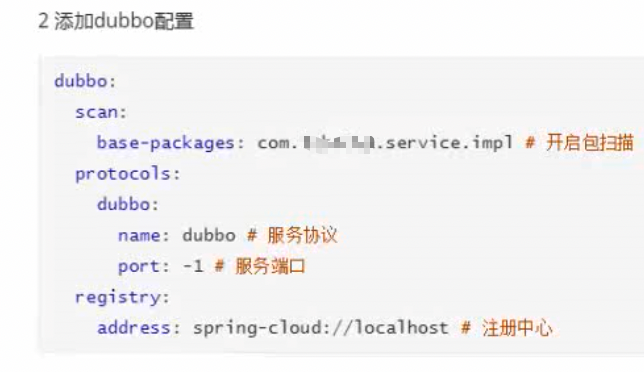 2 添加dubbo配置
dubbo:
scan:
base-packages: com. .service.impl # 开启包扫描
protocols:
dubbo:
name: dubbo # 服务协议
port: -1 # 服务端口
registry:
address: spring-cloud://localhost # 注册中心